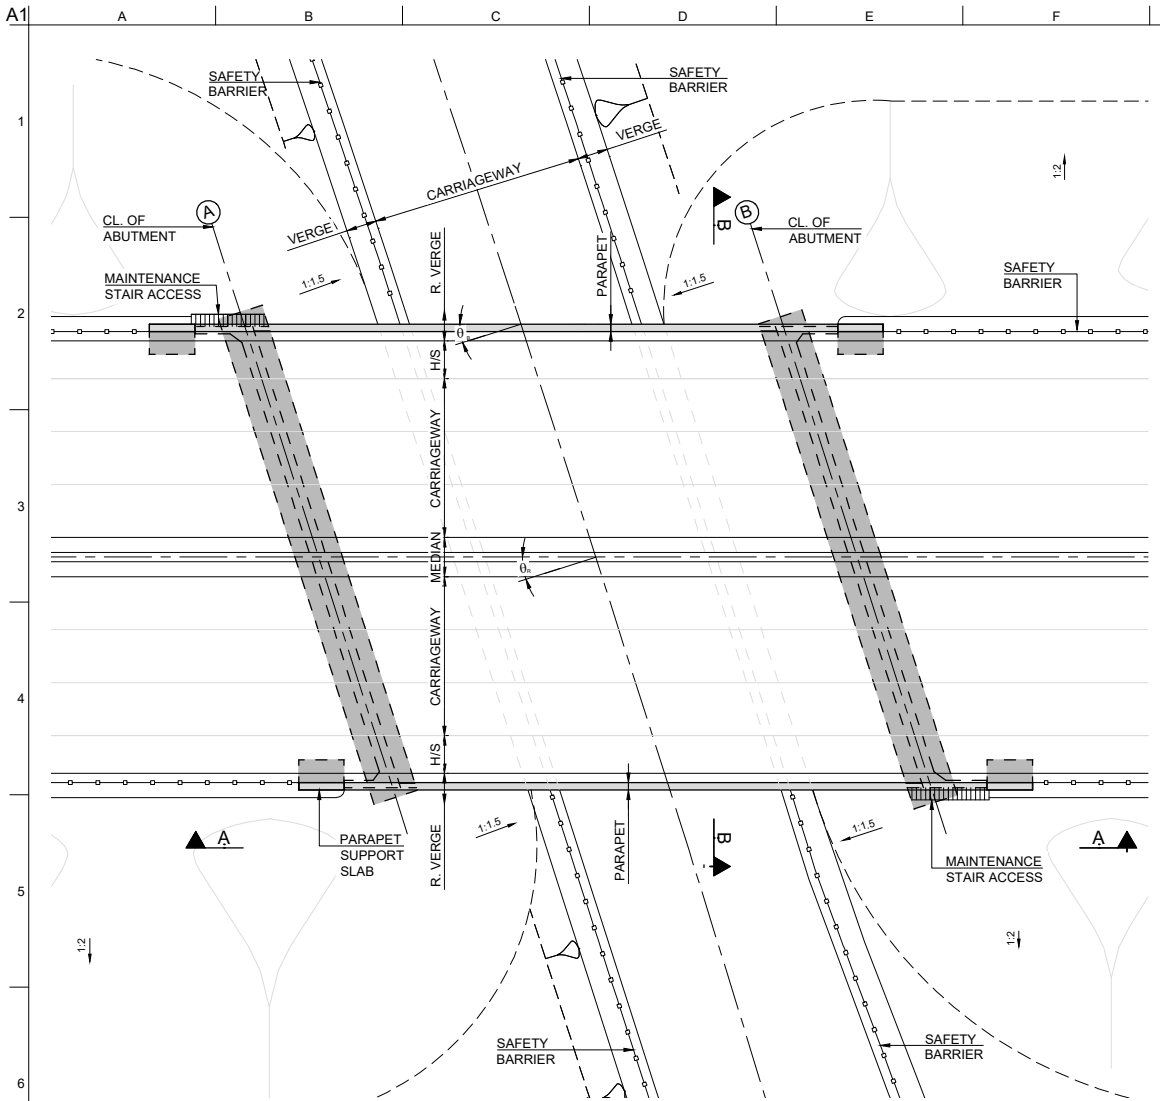 A1
A
B
C
D
E
F
1
2
3
4
5
6
SAFETY
BARRIER
SAFETY
BARRIER
VERGE
CARRIAGEWAY
VERGE
1:2
A
CL. OF
ABUTMENT
B
B
CL. OF
ABUTMENT
R. VERGE
PARAPET
MAINTENANCE
STAIR ACCESS
1:1.5
1:1.5
SAFETY
BARRIER
θ
H/S
CARRIAGEWAY
MEDIAN
θR
CARRIAGEWAY
H/S
R. VERGE
PARAPET
1:1.5
B
1:1.5
A
A
PARAPET
SUPPORT
SLAB
MAINTENANCE
STAIR ACCESS
1:2
1:2
SAFETY
BARRIER
SAFETY
BARRIER